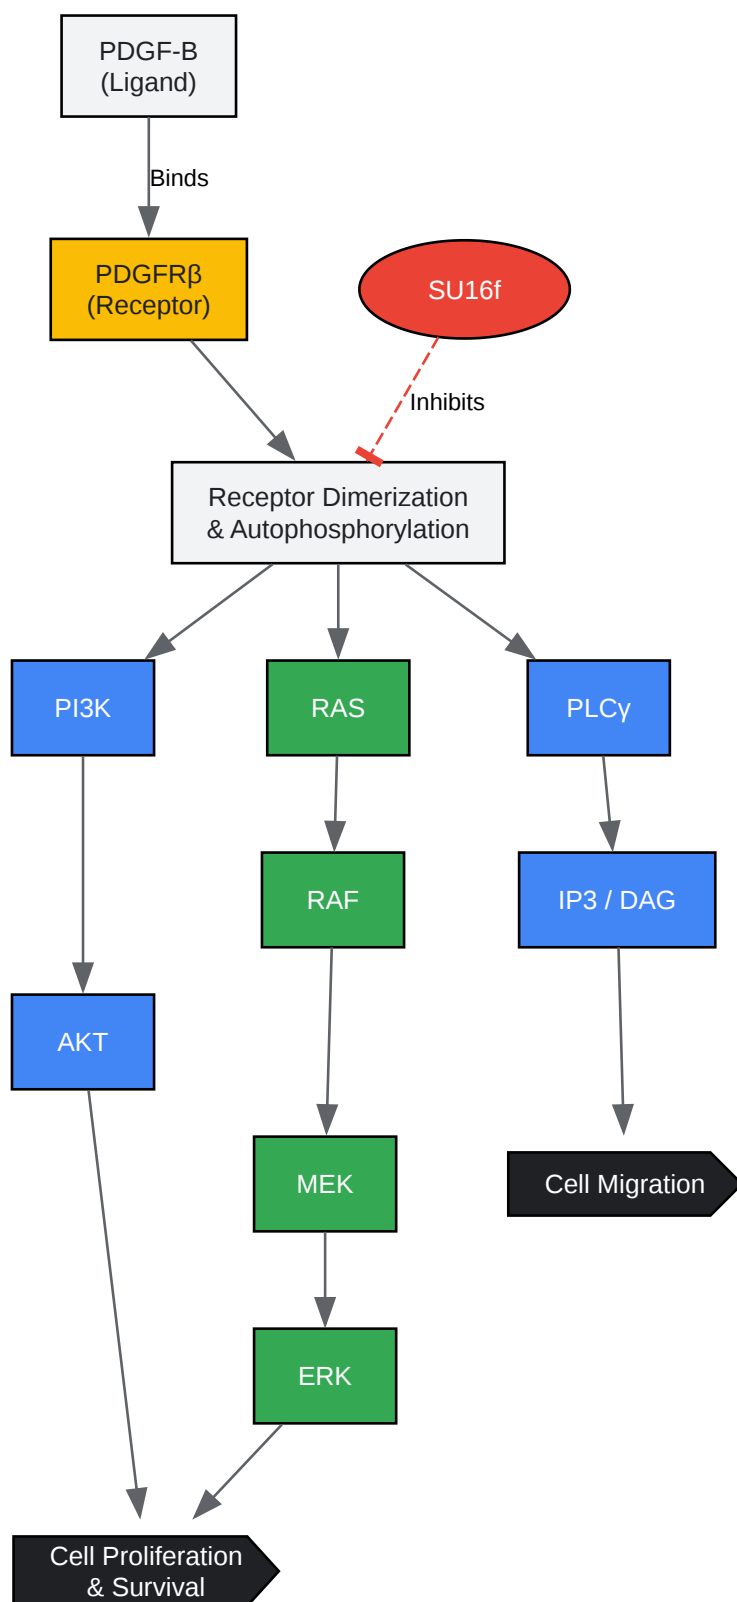 PDGF-B
(Ligand)
Binds
PDGFRβ
(Receptor)
SU16f
Inhibits
Receptor Dimerization
& Autophosphorylation
PI3K
RAS
PLCγ
RAF
IP3 / DAG
AKT
MEK
Cell Migration
ERK
Cell Proliferation
& Survival